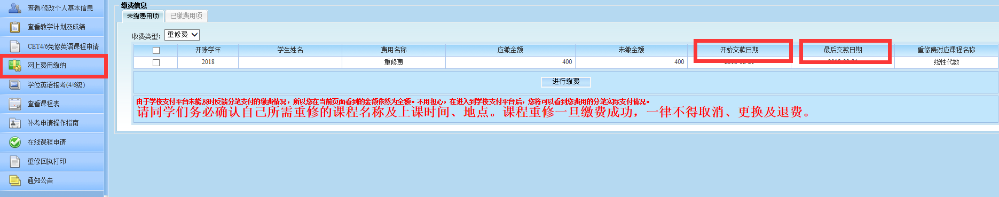 查看/修改个人基本信息
查看教学计划及成绩
CET4/6免修英语课程申请
网上费用缴纳
学位英语报考(4/6级)
查看课程表
补考申请操作指南
在线课程申请
重修回执打印
通知公告
缴费信息
未缴费用项 已缴费用项
收费类型： 重修费
开账学年 学生姓名 费用名称 应缴金额 未缴金额 开始交款日期 最后交款日期 重修费对应课程名称
2018 重修费 400 400 线性代数
进行缴费
由于学校支付平台未能及时反馈分笔支付的缴费情况，所以您在当前页面看到的金额依然为全额。不用担心，在进入到学校支付平台后，您将可以看到您费用的分笔实际支付情况。
请同学们务必确认自己所需重修的课程名称及上课时间、地点。课程重修一旦缴费成功，一律不得取消、更换及退费。